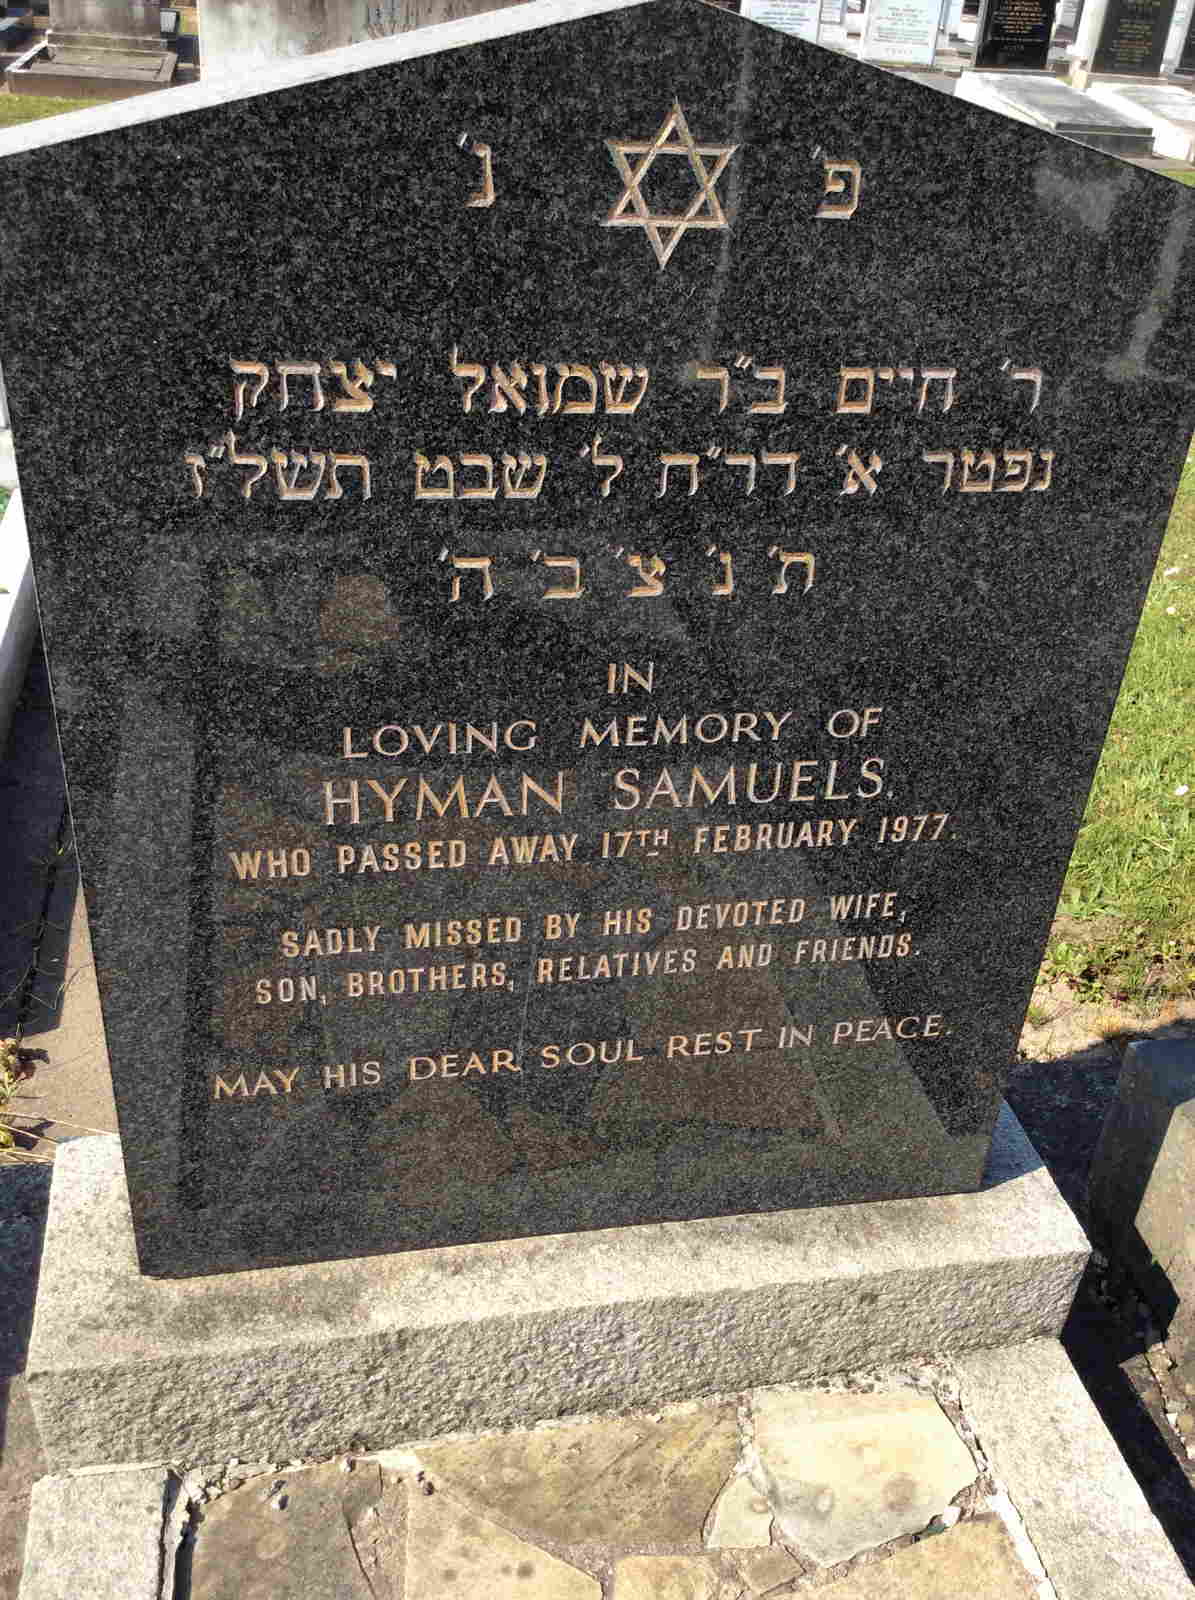 פ' נ'
ר' חיים ב"ר שמואל יצחק
נפטר א' דר"ח ל' שבט תשל"ז
ת' נ' צ' ב' ה'
IN
LOVING MEMORY OF
HYMAN SAMUELS.
WHO PASSED AWAY 17TH FEBRUARY 1977.
SADLY MISSED BY HIS DEVOTED WIFE,
SON, BROTHERS, RELATIVES AND FRIENDS.
MAY HIS DEAR SOUL REST IN PEACE.